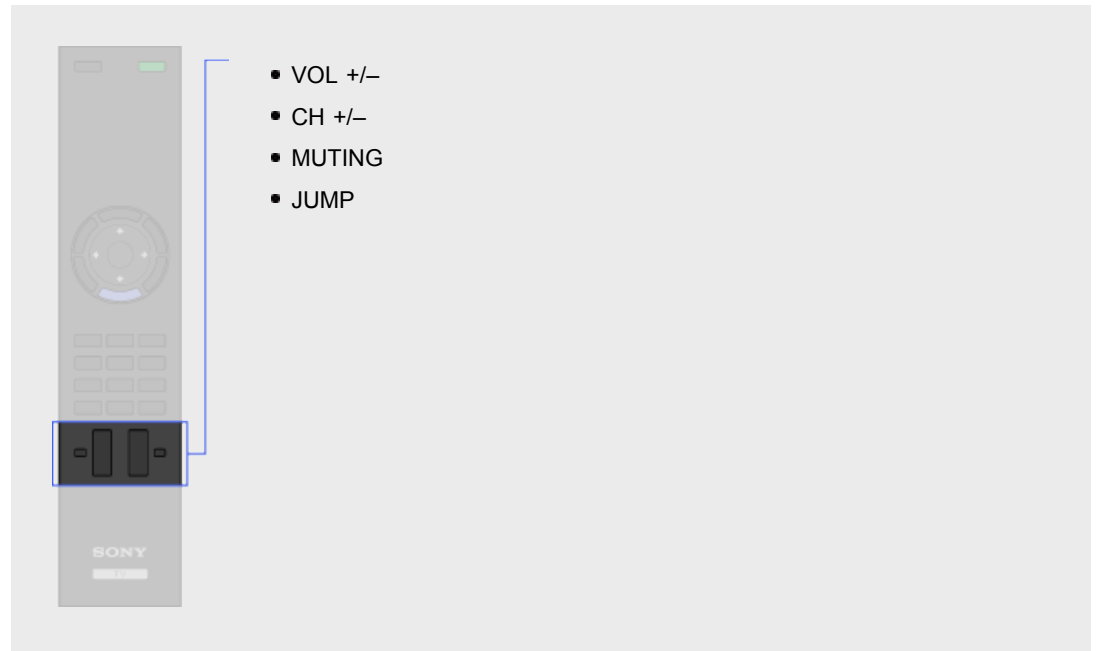 • VOL +/–
• CH +/–
• MUTING
• JUMP
SONY